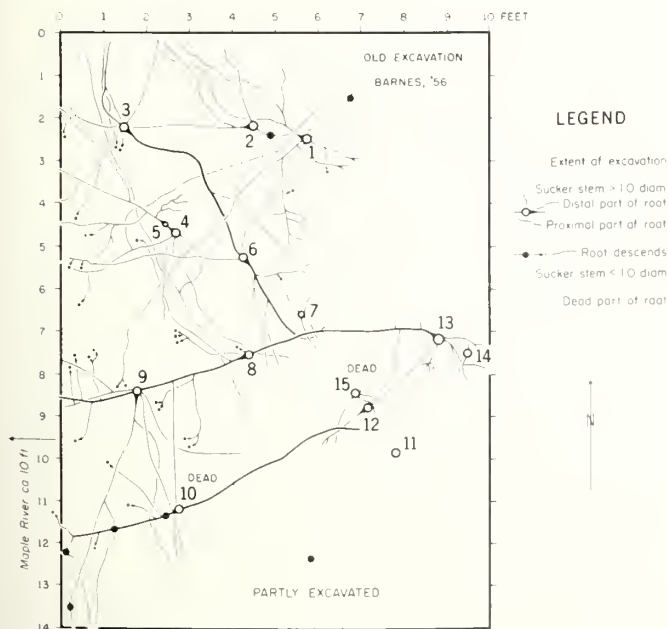 0 1 2 3 4 5 6 7 8 9 10 FEET
0
1
2
3
4
5
6
7
8
9
10
11
12
13
14
OLD EXCAVATION
BARNES, '56
3
2
1
4
5
6
7
13
14
8
9
DEAD
15
12
11
DEAD
10
PARTLY EXCAVATED
Maple River ca 10 ft
LEGEND
Extent of excavation
Sucker stem > 1.0 diam
Distal part of root
Proximal part of root
Root descends
Sucker stem < 1.0 diam
Dead part of root
N